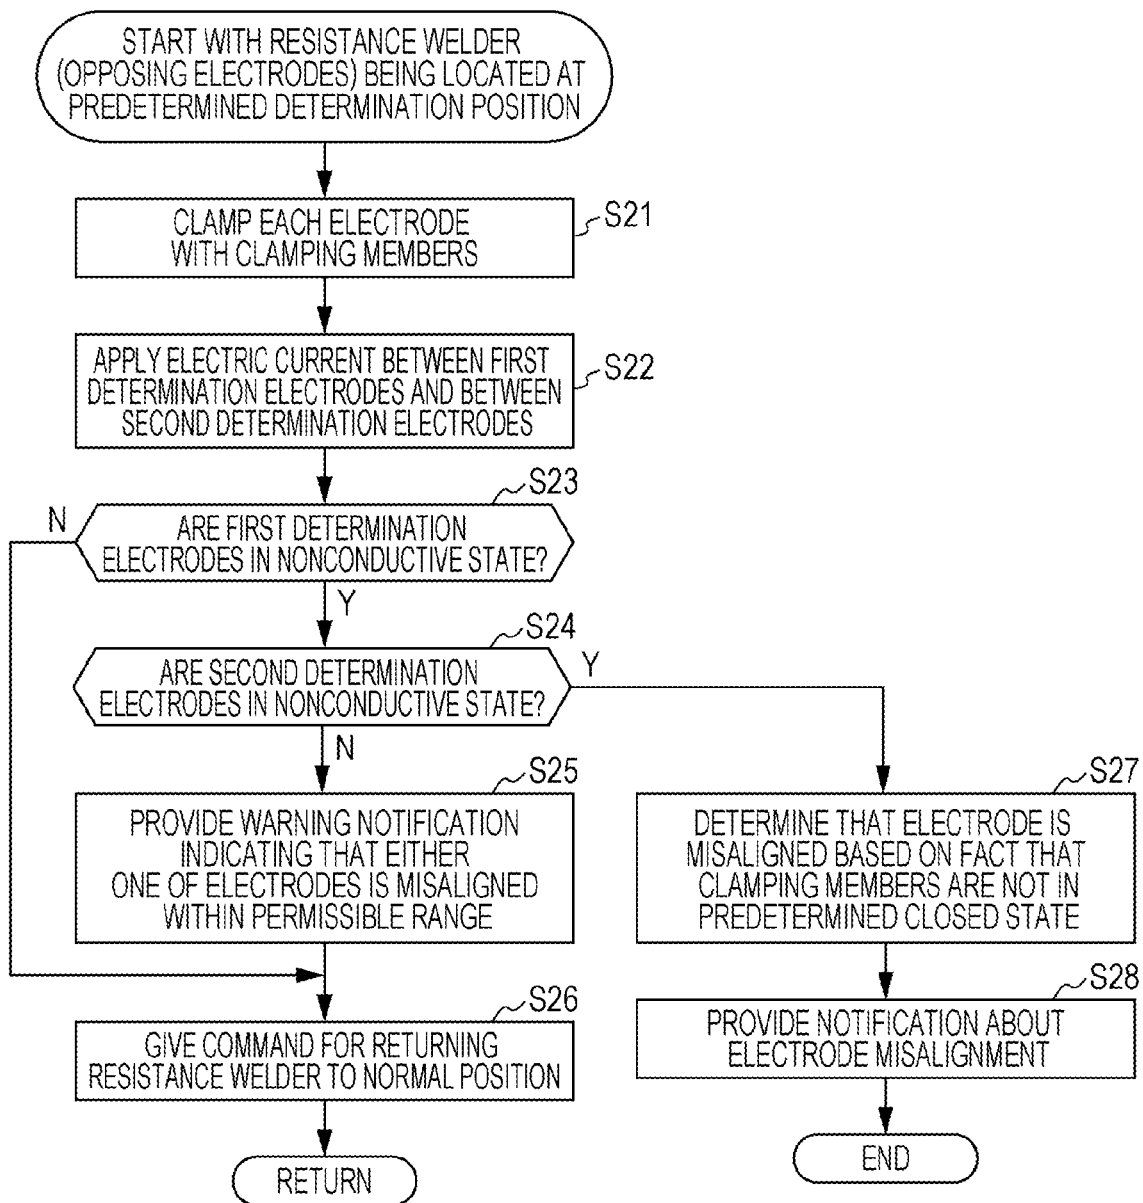 START WITH RESISTANCE WELDER
(OPPOSING ELECTRODES) BEING LOCATED AT
PREDETERMINED DETERMINATION POSITION
S21
CLAMP EACH ELECTRODE
WITH CLAMPING MEMBERS
S22
APPLY ELECTRIC CURRENT BETWEEN FIRST
DETERMINATION ELECTRODES AND BETWEEN
SECOND DETERMINATION ELECTRODES
S23
N
ARE FIRST DETERMINATION
ELECTRODES IN NONCONDUCTIVE STATE?
Y
S24
ARE SECOND DETERMINATION
ELECTRODES IN NONCONDUCTIVE STATE?
Y
N
S25
PROVIDE WARNING NOTIFICATION
INDICATING THAT EITHER
ONE OF ELECTRODES IS MISALIGNED
WITHIN PERMISSIBLE RANGE
S27
DETERMINE THAT ELECTRODE IS
MISALIGNED BASED ON FACT THAT
CLAMPING MEMBERS ARE NOT IN
PREDETERMINED CLOSED STATE
S26
GIVE COMMAND FOR RETURNING
RESISTANCE WELDER TO NORMAL POSITION
S28
PROVIDE NOTIFICATION ABOUT
ELECTRODE MISALIGNMENT
RETURN
END